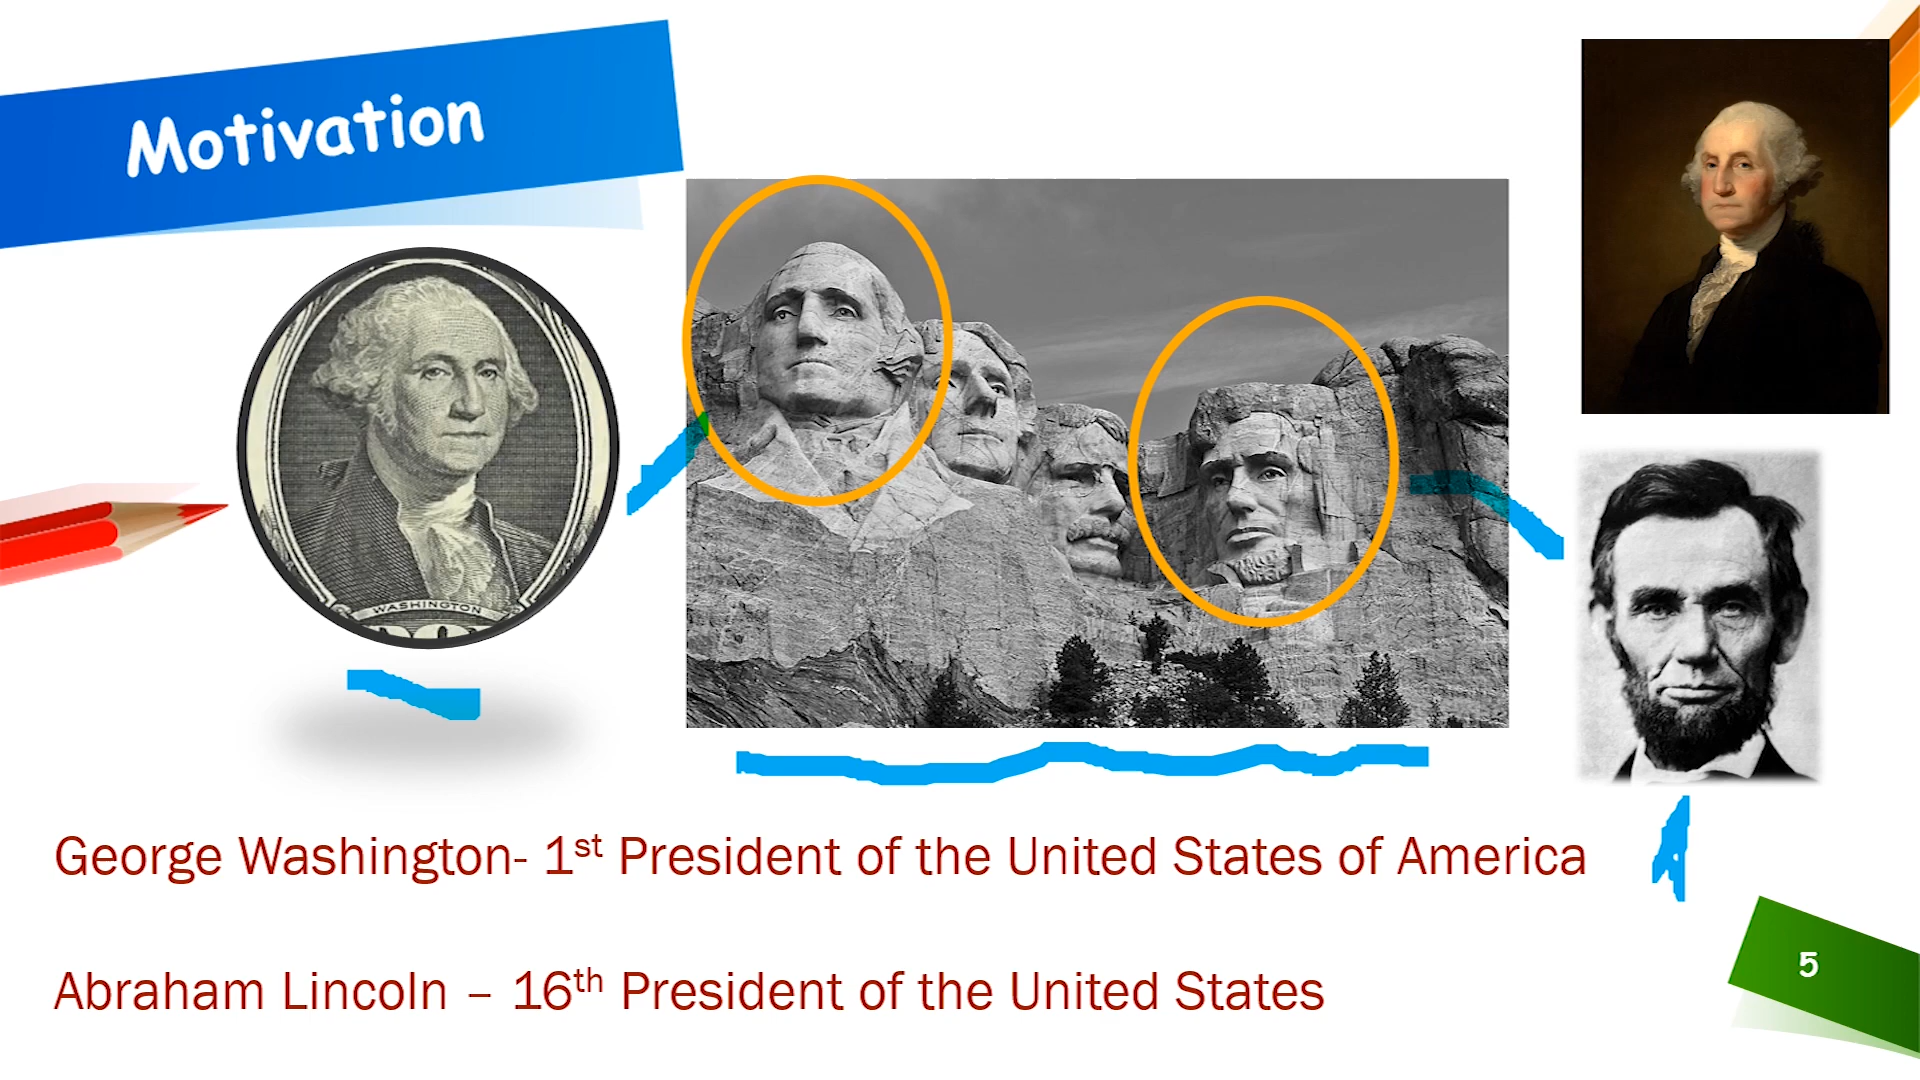 Motivation
WASHINGTON
George Washington- 1st President of the United States of America
Abraham Lincoln – 16th President of the United States
5